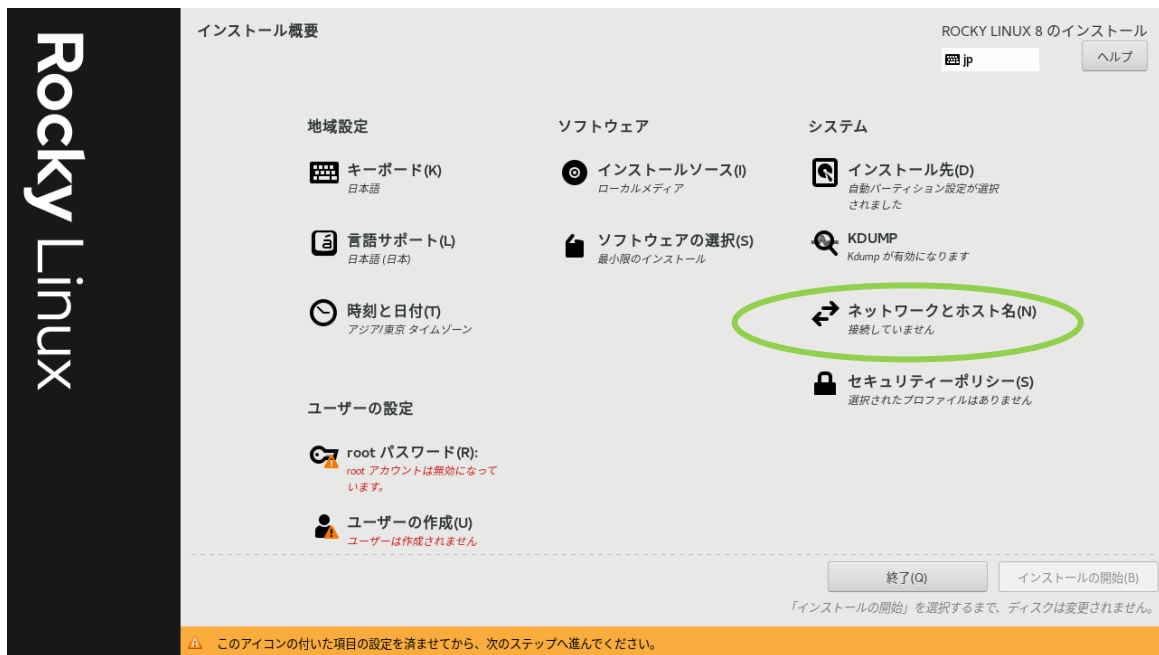 Rocky Linux
インストール概要
ROCKY LINUX 8 のインストール
jp
ヘルプ
地域設定
キーボード(K)
日本語
言語サポート(L)
日本語 (日本)
時刻と日付(T)
アジア/東京 タイムゾーン
ソフトウェア
インストールソース(I)
ローカルメディア
ソフトウェアの選択(S)
最小限のインストール
システム
インストール先(D)
自動パーティション設定が選択
されました
KDUMP
Kdump が有効になります
ネットワークとホスト名(N)
接続していません
セキュリティーポリシー(S)
選択されたプロファイルはありません
ユーザーの設定
root パスワード(R):
root アカウントは無効になって
います。
ユーザーの作成(U)
ユーザーは作成されません
終了(Q)
インストールの開始(B)
「インストールの開始」を選択するまで、ディスクは変更されません。
このアイコンの付いた項目の設定を済ませてから、次のステップへ進んでください。